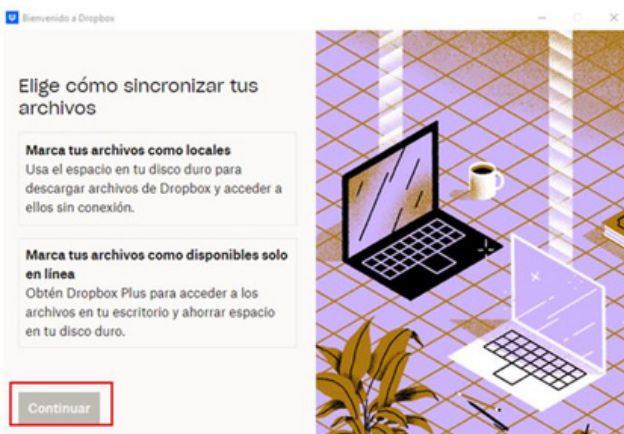 Bienvenido a Dropbox
Elige cómo sincronizar tus
archivos
Marca tus archivos como locales
Usa el espacio en tu disco duro para
descargar archivos de Dropbox y acceder a
ellos sin conexión.
Marca tus archivos como disponibles solo
en línea
Obtén Dropbox Plus para acceder a los
archivos en tu escritorio y ahorrar espacio
en tu disco duro.
Continuar